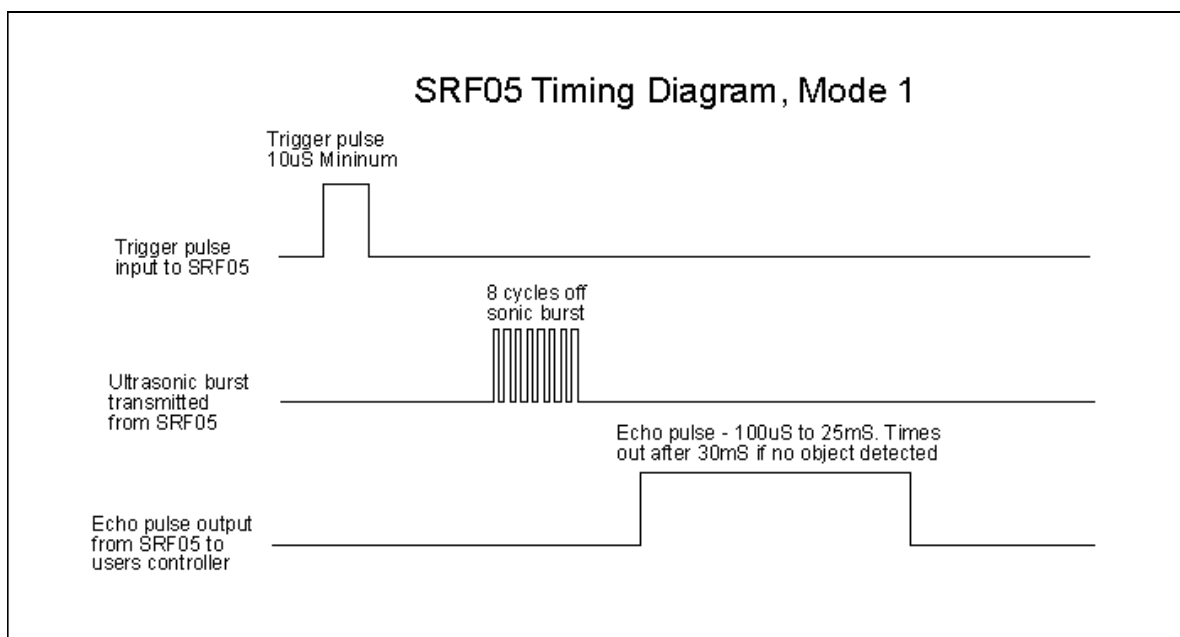 SRF05 Timing Diagram, Mode 1
Trigger pulse
10uS Mininum
Trigger pulse
input to SRF05
8 cycles off
sonic burst
Ultrasonic burst
transmitted
from SRF05
Echo pulse - 100uS to 25mS. Times
out after 30mS if no object detected
Echo pulse output
from SRF05 to
users controller